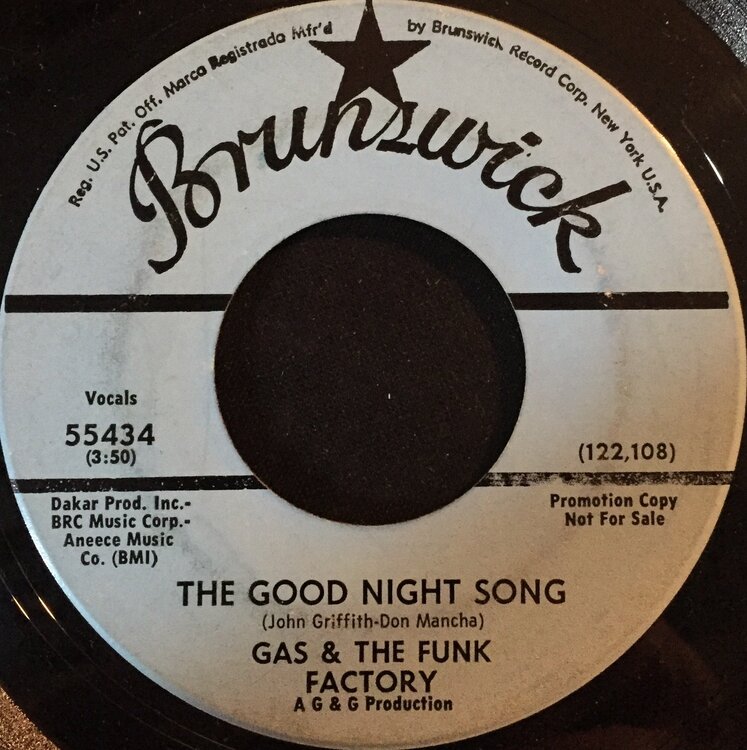 Reg. U.S. Pat. Off. Marca Registrada Mfr'd by Brunswick Record Corp. New York U.S.A.
Brunswick
Vocals
55434
(3:50)
(122,108)
Dakar Prod. Inc.-
BRC Music Corp.-
Aneece Music
Co. (BMI)
Promotion Copy
Not For Sale
THE GOOD NIGHT SONG
(John Griffith-Don Mancha)
GAS & THE FUNK
FACTORY
A G & G Production